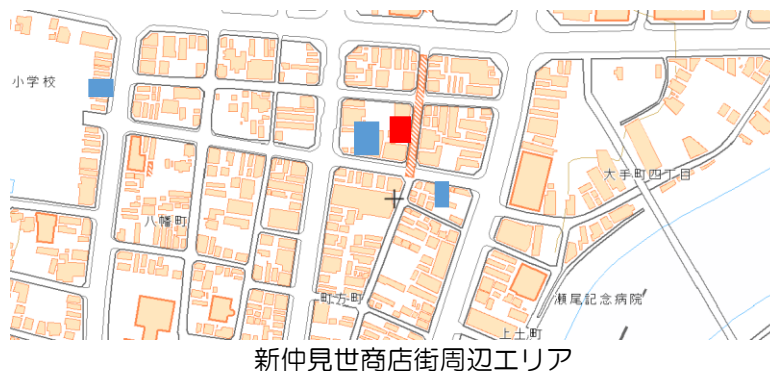 小学校
大手町四丁目
八幡町
町方町
瀬尾記念病院
上土町
新仲見世商店街周辺エリア